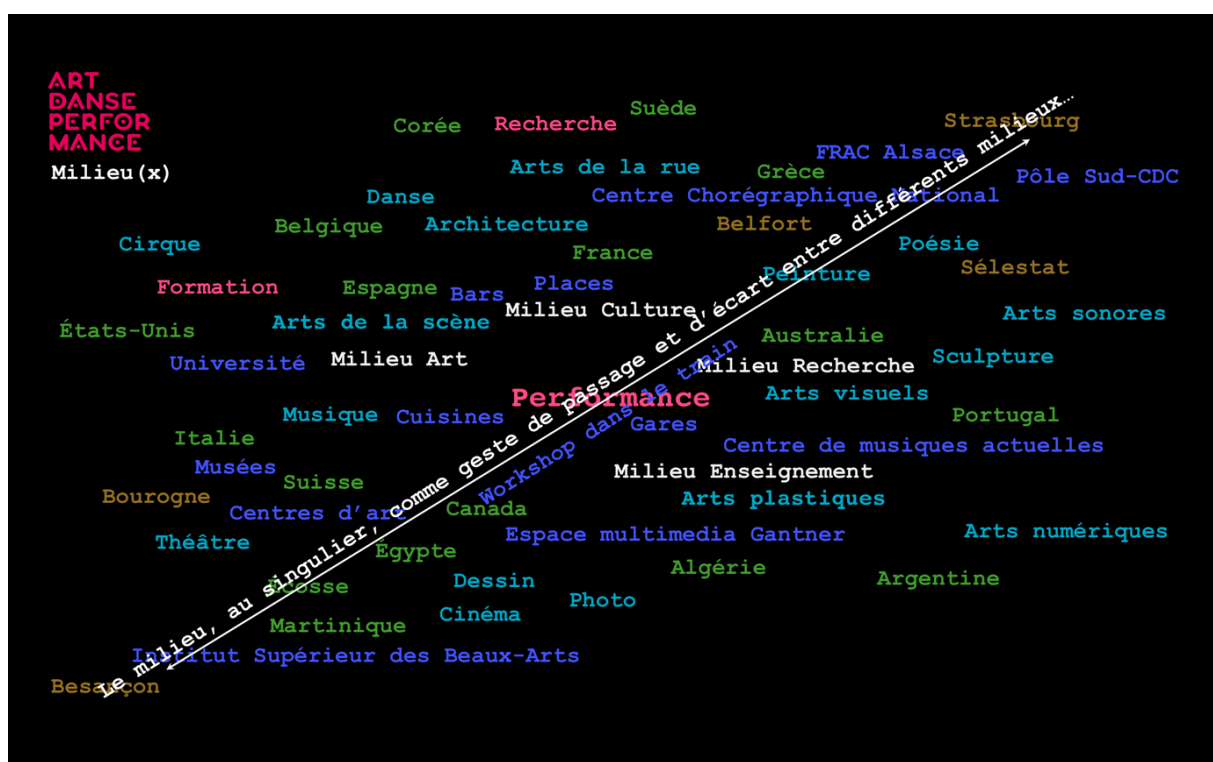 ART
DANSE
PERFOR
MANCE
Milieu(x)
Suède
Corée
Recherche
Strasbourg
FRAC Alsace
Arts de la rue
Grèce
Pôle Sud-CDC
Danse
Centre Chorégraphique National
Belgique
Architecture
Belfort
Cirque
Poésie
France
Peinture
Sélestat
Formation
Espagne
Bars
Places
Milieu Culture
Arts sonores
États-Unis
Arts de la scène
Australie
Université
Milieu Art
Milieu Recherche
Sculpture
Performance
Arts visuels
Musique
Cuisines
Gares
Portugal
Italie
Centre de musiques actuelles
Musées
Suisse
Milieu Enseignement
Bourogne
Centres d’art
Canada
Arts plastiques
Théâtre
Égypte
Espace multimedia Gantner
Arts numériques
Écosse
Dessin
Algérie
Argentine
Photo
Cinéma
Martinique
Institut Supérieur des Beaux-Arts
Besançon
Le milieu, au singulier, comme geste de passage et d’écart entre différents milieux…
Workshop dans le train